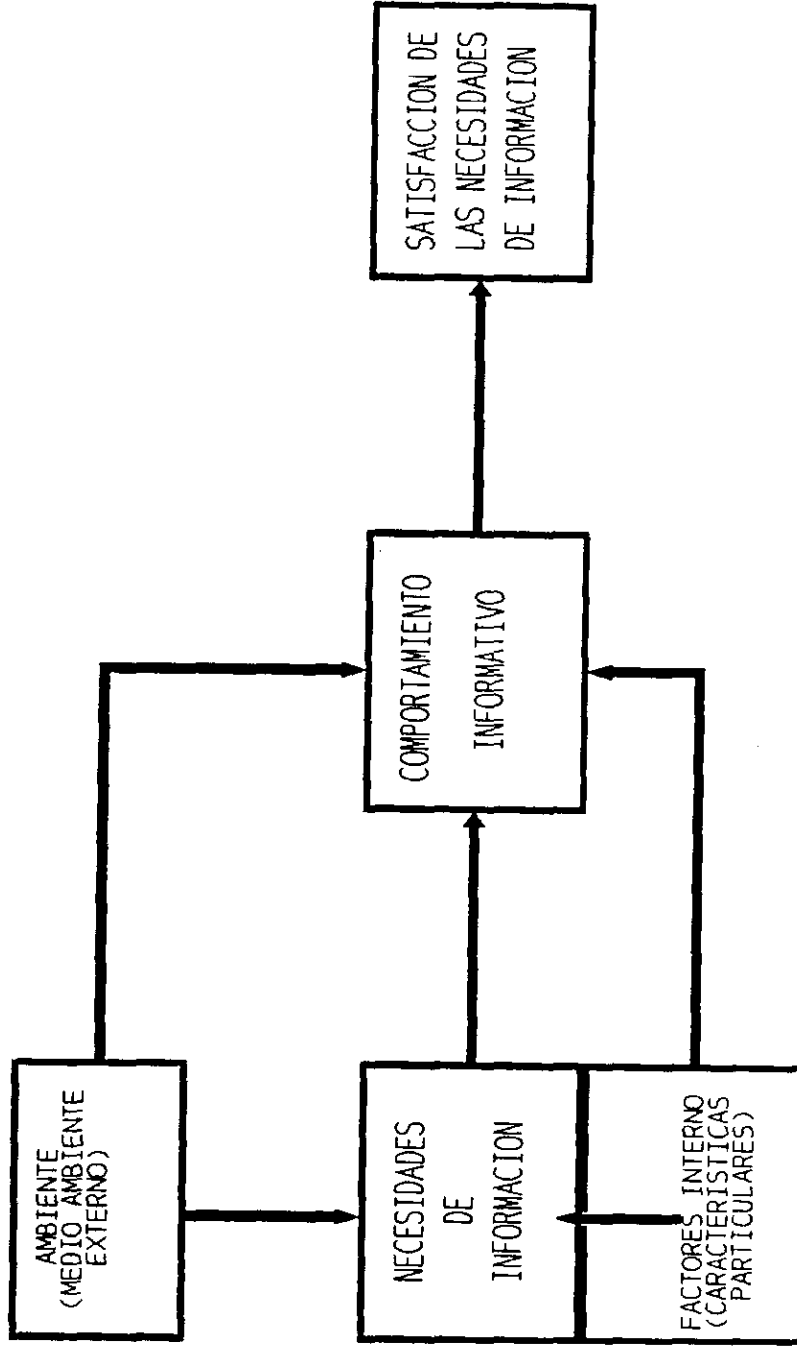 AMBIENTE
(MEDIO AMBIENTE
EXTERNO)
NECESIDADES
DE
INFORMACION
FACTORES INTERNO
(CARACTERISTICAS
PARTICULARES)
COMPORTAMIENTO
INFORMATIVO
SATISFACCION DE
LAS NECESIDADES
DE INFORMACION